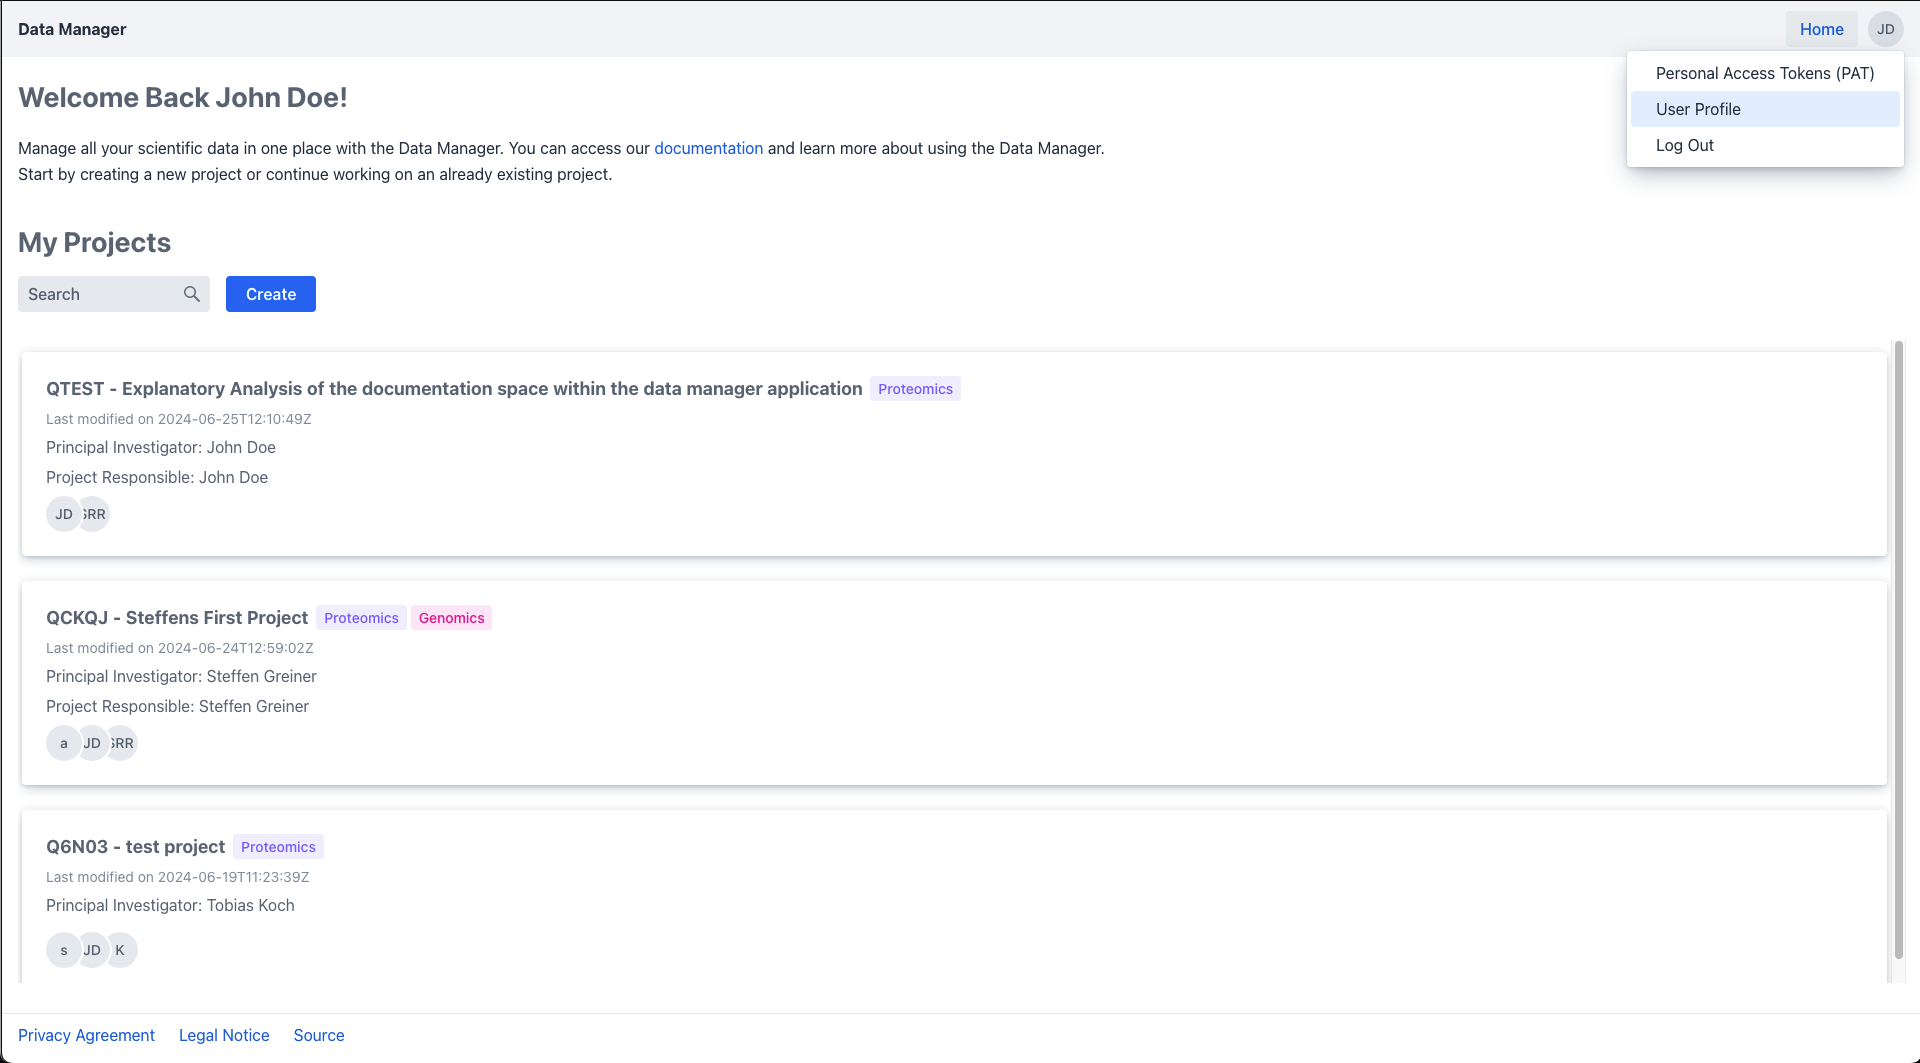 Data Manager
Home
JD
Personal Access Tokens (PAT)
User Profile
Log Out
Welcome Back John Doe!
Manage all your scientific data in one place with the Data Manager. You can access our documentation and learn more about using the Data Manager.
Start by creating a new project or continue working on an already existing project.
My Projects
Search
Create
QTEST - Explanatory Analysis of the documentation space within the data manager application Proteomics
Last modified on 2024-06-25T12:10:49Z
Principal Investigator: John Doe
Project Responsible: John Doe
JD SRR
QCKQJ - Steffens First Project Proteomics Genomics
Last modified on 2024-06-24T12:59:02Z
Principal Investigator: Steffen Greiner
Project Responsible: Steffen Greiner
a JD SRR
Q6N03 - test project Proteomics
Last modified on 2024-06-19T11:23:39Z
Principal Investigator: Tobias Koch
s JD K
Privacy Agreement Legal Notice Source